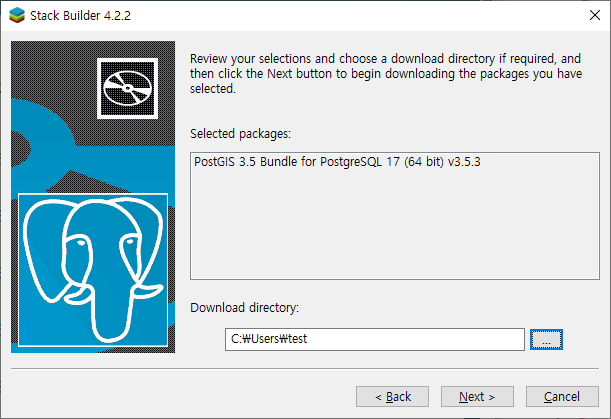 Stack Builder 4.2.2
Review your selections and choose a download directory if required, and
then click the Next button to begin downloading the packages you have
selected.
Selected packages:
PostGIS 3.5 Bundle for PostgreSQL 17 (64 bit) v3.5.3
Download directory:
C:₩Users₩test
...
< Back
Next >
Cancel